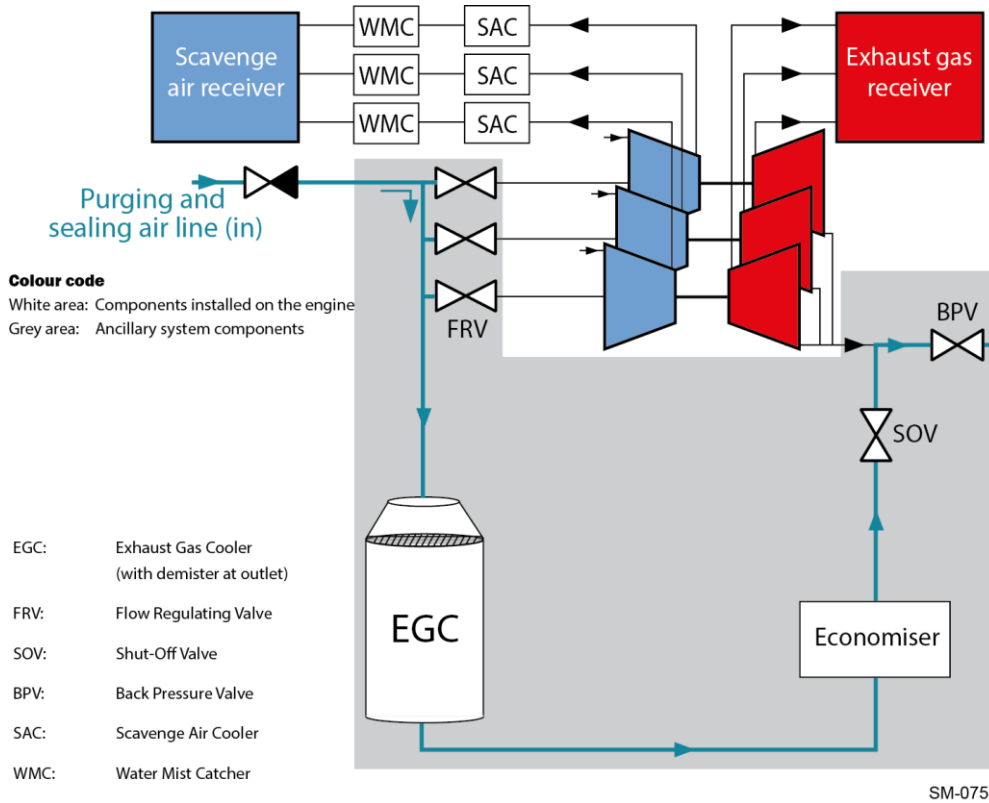 Scavenge
air receiver
WMC
SAC
WMC
SAC
WMC
SAC
Exhaust gas
receiver
Purging and
sealing air line (in)
Colour code
White area: Components installed on the engine
Grey area: Ancillary system components
FRV
BPV
SOV
EGC
Economiser
EGC: Exhaust Gas Cooler
(with demister at outlet)
FRV: Flow Regulating Valve
SOV: Shut-Off Valve
BPV: Back Pressure Valve
SAC: Scavenge Air Cooler
WMC: Water Mist Catcher
SM-075